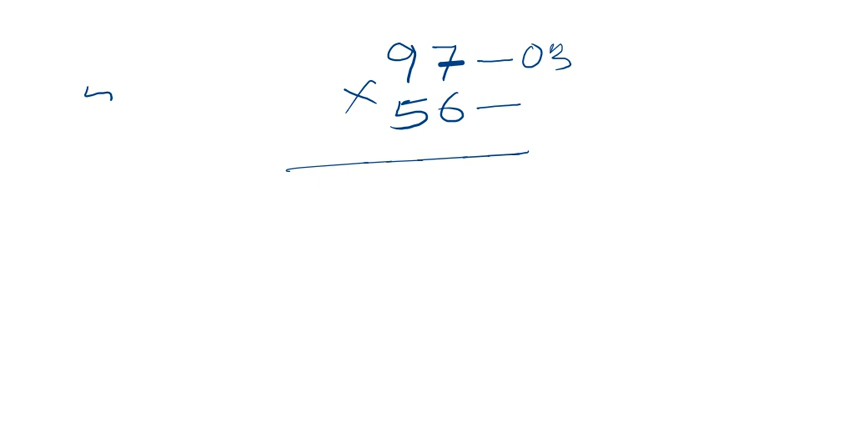 97 — 03
× 56 —